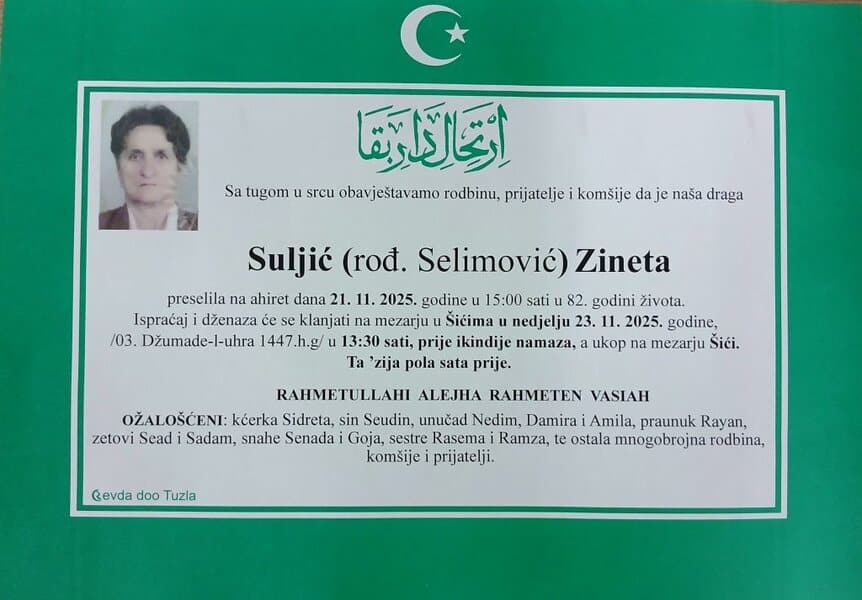 اِرْتِحَالِ دَارِ بَقَا
Sa tugom u srcu obavještavamo rodbinu, prijatelje i komšije da je naša draga
Suljić (rođ. Selimović) Zineta
preselila na ahiret dana 21. 11. 2025. godine u 15:00 sati u 82. godini života.
Ispraćaj i dženaza će se klanjati na mezarju u Šićima u nedjelju 23. 11. 2025. godine,
/03. Džumade-l-uhra 1447.h.g/ u 13:30 sati, prije ikindije namaza, a ukop na mezarju Šići.
Ta ’zija pola sata prije.
RAHMETULLAHI ALEJHA RAHMETEN VASIAH
OŽALOŠĆENI: kćerka Sidreta, sin Seudin, unučad Nedim, Damira i Amila, praunuk Rayan,
zetovi Sead i Sadam, snahe Senada i Goja, sestre Rasema i Ramza, te ostala mnogobrojna rodbina,
komšije i prijatelji.
evda doo Tuzla